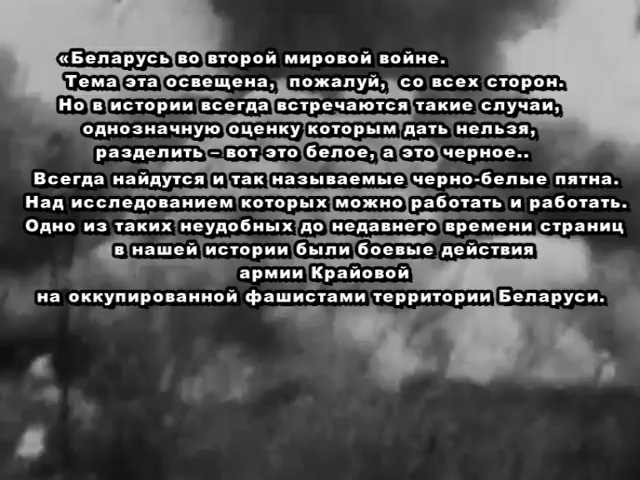 «Беларусь во второй мировой войне.
Тема эта освещена, пожалуй, со всех сторон.
Но в истории всегда встречаются такие случаи,
однозначную оценку которым дать нельзя,
разделить – вот это белое, а это черное..
Всегда найдутся и так называемые черно-белые пятна.
Над исследованием которых можно работать и работать.
Одно из таких неудобных до недавнего времени страниц
в нашей истории были боевые действия
армии Крайовой
на оккупированной фашистами территории Беларуси.